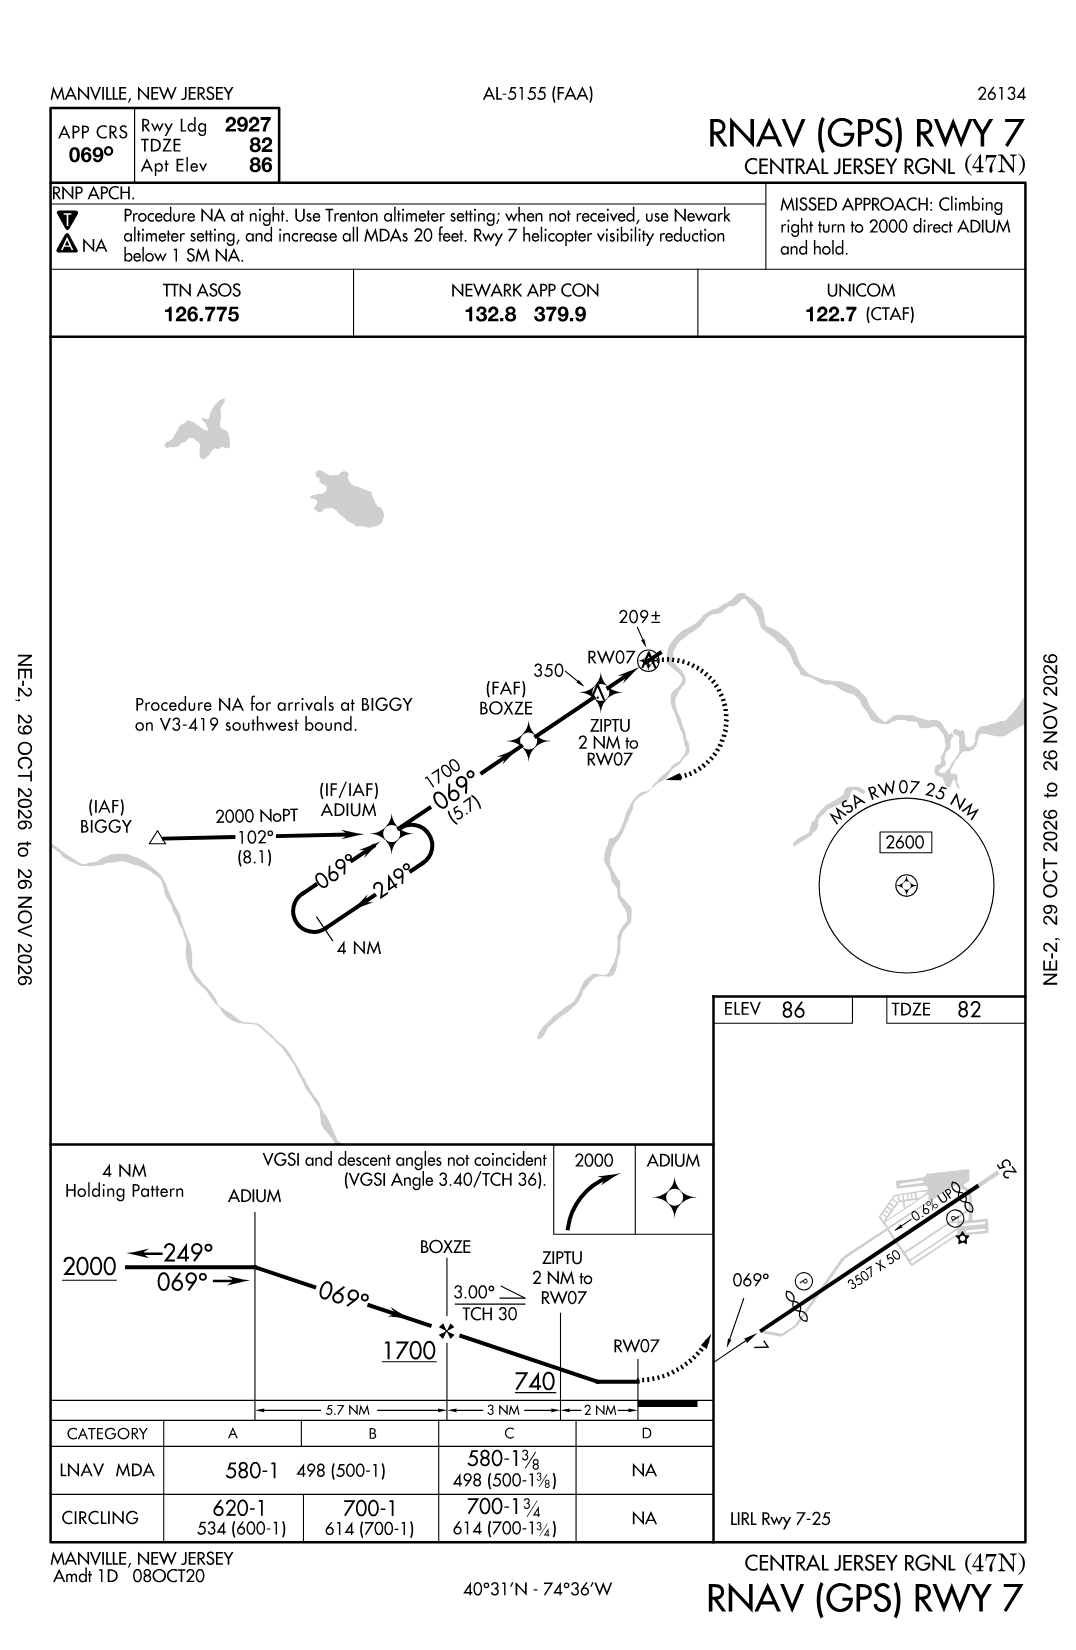 MANVILLE, NEW JERSEY
AL-5155 (FAA)
26134
APP CRS
069°
Rwy Ldg 2927
TDZE 82
Apt Elev 86
RNAV (GPS) RWY 7
CENTRAL JERSEY RGNL (47N)
RNP APCH.
T
A NA
Procedure NA at night. Use Trenton altimeter setting; when not received, use Newark
altimeter setting, and increase all MDAs 20 feet. Rwy 7 helicopter visibility reduction
below 1 SM NA.
MISSED APPROACH: Climbing
right turn to 2000 direct ADIUM
and hold.
TTN ASOS
126.775
NEWARK APP CON
132.8 379.9
UNICOM
122.7 (CTAF)
NE-2, 29 OCT 2026 to 26 NOV 2026
NE-2, 29 OCT 2026 to 26 NOV 2026
209±
RW07
350
(FAF)
BOXZE
ZIPTU
2 NM to
RW07
Procedure NA for arrivals at BIGGY
on V3-419 southwest bound.
1700
069°
(5.7)
(IF/IAF)
ADIUM
(IAF)
BIGGY
2000 NoPT
102°
(8.1)
069°
249°
4 NM
MSA RW07 25 NM
2600
ELEV 86
TDZE 82
25
0.6% UP
P
3507 X 50
P
069°
7
LIRL Rwy 7-25
4 NM
Holding Pattern
VGSI and descent angles not coincident
(VGSI Angle 3.40/TCH 36).
2000
ADIUM
ADIUM
BOXZE
ZIPTU
2 NM to
RW07
2000
249°
069°
069°
3.00°
TCH 30
1700
740
RW07
5.7 NM
3 NM
2 NM
CATEGORY A B C D
LNAV MDA 580-1 498 (500-1) 580-1⅜ 498 (500-1⅜) NA
CIRCLING 620-1 534 (600-1) 700-1 614 (700-1) 700-1¾ 614 (700-1¾) NA
MANVILLE, NEW JERSEY
Amdt 1D 08OCT20
40°31'N - 74°36'W
CENTRAL JERSEY RGNL (47N)
RNAV (GPS) RWY 7